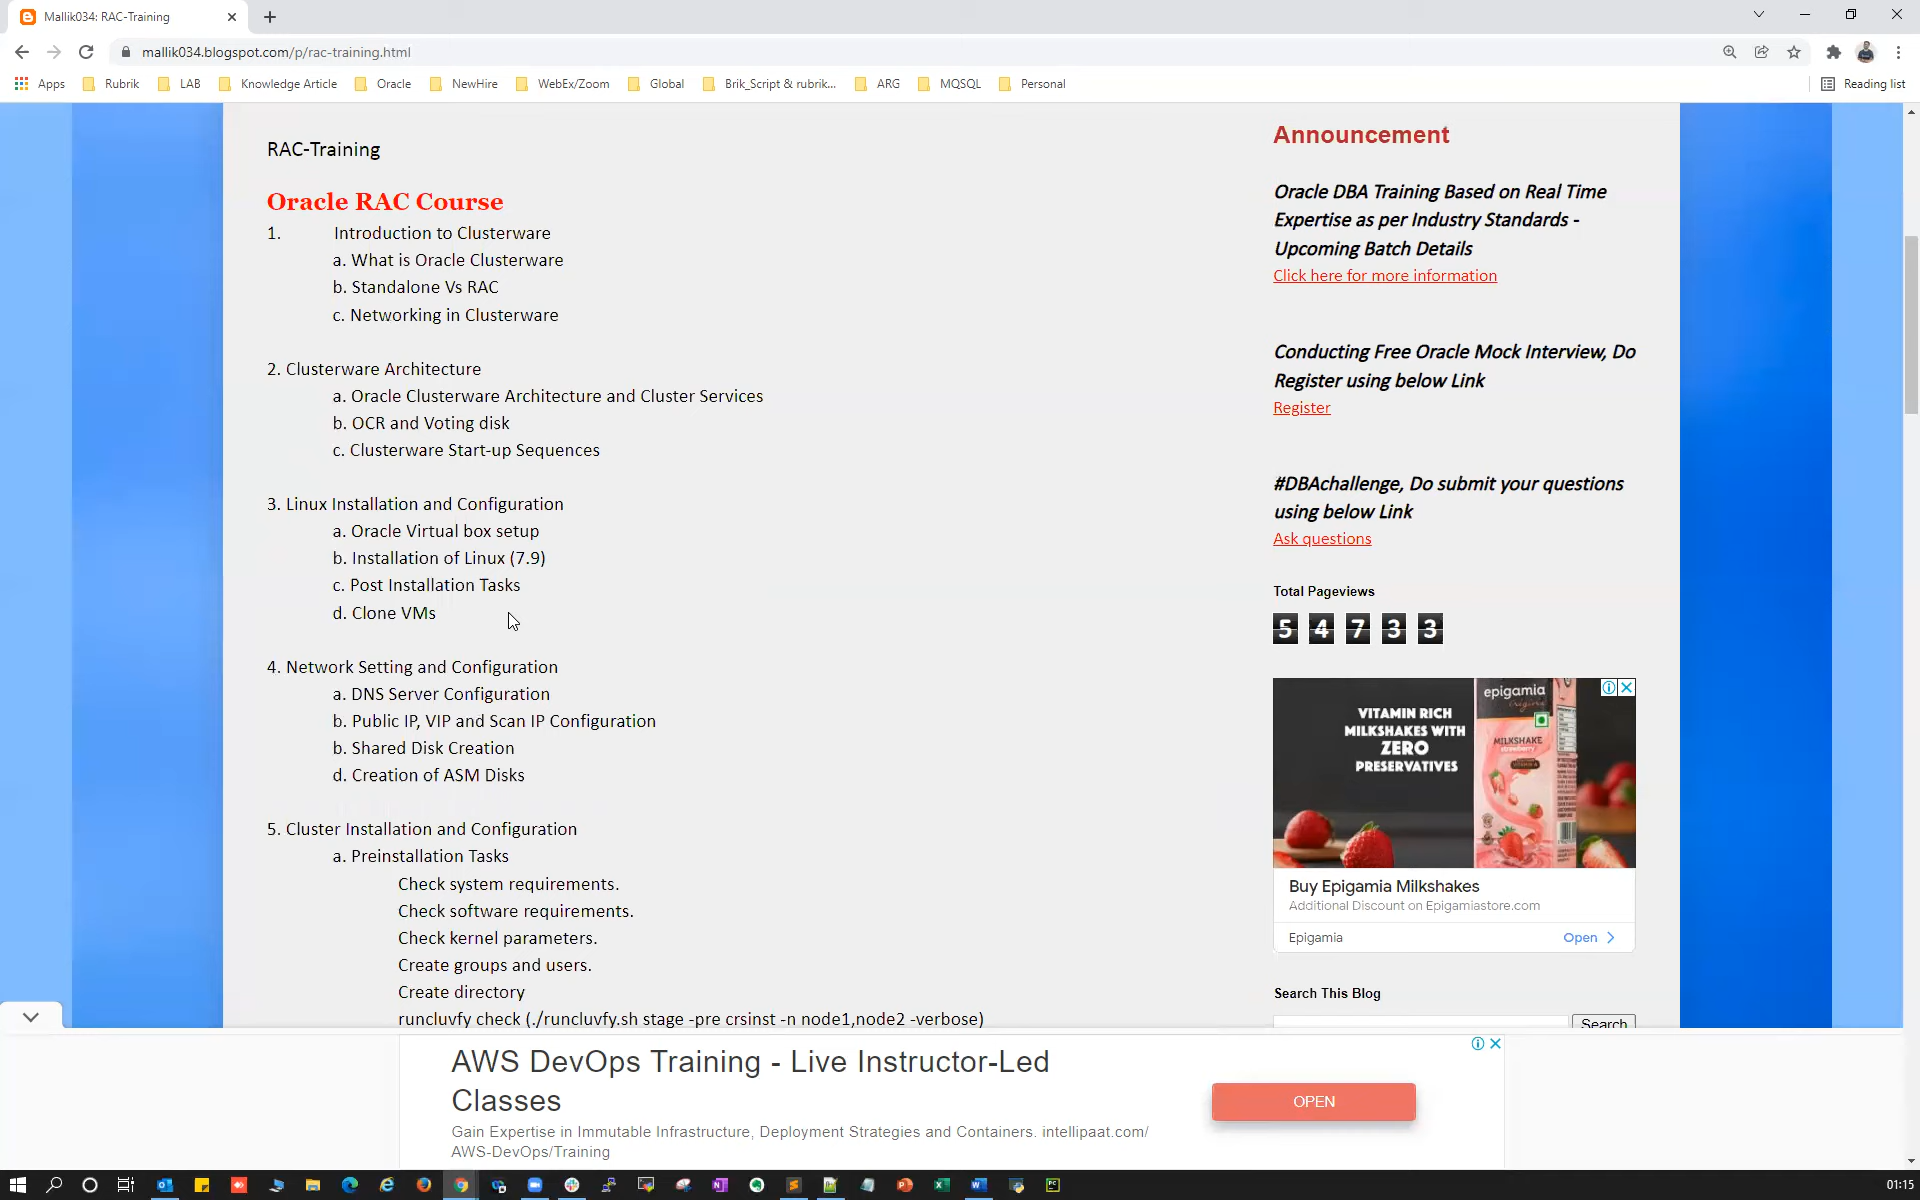 Mallik034: RAC-Training
mallik034.blogspot.com/p/rac-training.html
Apps Rubrik LAB Knowledge Article Oracle NewHire WebEx/Zoom Global Brik_Script & rubrik... ARG MQSQL Personal Reading list
RAC-Training
Oracle RAC Course
1. Introduction to Clusterware
a. What is Oracle Clusterware
b. Standalone Vs RAC
c. Networking in Clusterware
2. Clusterware Architecture
a. Oracle Clusterware Architecture and Cluster Services
b. OCR and Voting disk
c. Clusterware Start-up Sequences
3. Linux Installation and Configuration
a. Oracle Virtual box setup
b. Installation of Linux (7.9)
c. Post Installation Tasks
d. Clone VMs
4. Network Setting and Configuration
a. DNS Server Configuration
b. Public IP, VIP and Scan IP Configuration
b. Shared Disk Creation
d. Creation of ASM Disks
5. Cluster Installation and Configuration
a. Preinstallation Tasks
Check system requirements.
Check software requirements.
Check kernel parameters.
Create groups and users.
Create directory
runcluvfy check (./runcluvfy.sh stage -pre crsinst -n node1,node2 -verbose)
Announcement
Oracle DBA Training Based on Real Time
Expertise as per Industry Standards -
Upcoming Batch Details
Click here for more information
Conducting Free Oracle Mock Interview, Do
Register using below Link
Register
#DBAchallenge, Do submit your questions
using below Link
Ask questions
Total Pageviews
5 4 7 3 3
VITAMIN RICH
MILKSHAKES WITH
ZERO
PRESERVATIVES
epigamia
MILKSHAKE
Buy Epigamia Milkshakes
Additional Discount on Epigamiastore.com
Epigamia
Open
Search This Blog
Search
AWS DevOps Training - Live Instructor-Led
Classes
Gain Expertise in Immutable Infrastructure, Deployment Strategies and Containers. intellipaat.com/
AWS-DevOps/Training
OPEN
01:15